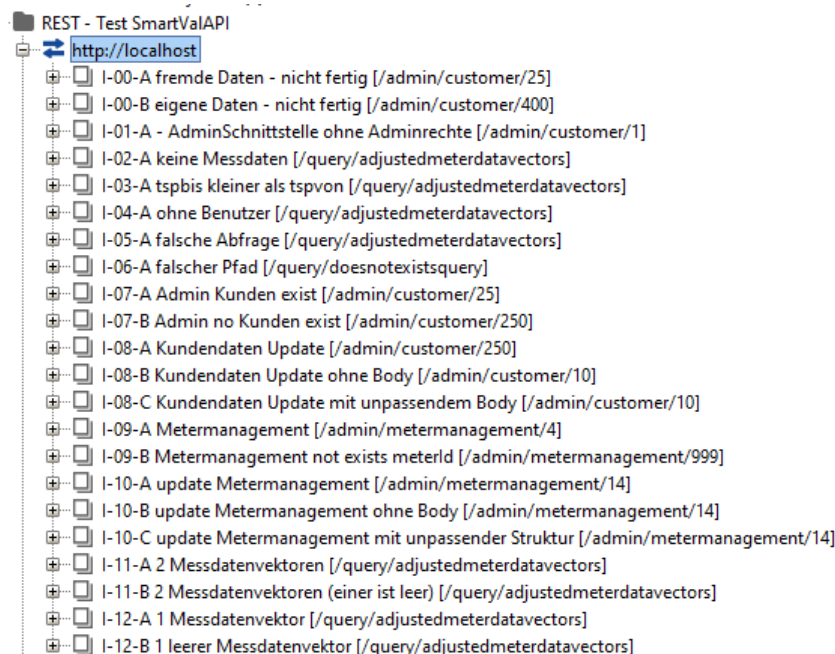 REST - Test SmartValAPI
http://localhost
I-00-A fremde Daten - nicht fertig [/admin/customer/25]
I-00-B eigene Daten - nicht fertig [/admin/customer/400]
I-01-A - AdminSchnittstelle ohne Adminrechte [/admin/customer/1]
I-02-A keine Messdaten [/query/adjustedmeterdatavectors]
I-03-A tspbis kleiner als tspvon [/query/adjustedmeterdatavectors]
I-04-A ohne Benutzer [/query/adjustedmeterdatavectors]
I-05-A falsche Abfrage [/query/adjustedmeterdatavectors]
I-06-A falscher Pfad [/query/doesnotexistsquery]
I-07-A Admin Kunden exist [/admin/customer/25]
I-07-B Admin no Kunden exist [/admin/customer/250]
I-08-A Kundendaten Update [/admin/customer/250]
I-08-B Kundendaten Update ohne Body [/admin/customer/10]
I-08-C Kundendaten Update mit unpassendem Body [/admin/customer/10]
I-09-A Metermanagement [/admin/metermanagement/4]
I-09-B Metermanagement not exists meterId [/admin/metermanagement/999]
I-10-A update Metermanagement [/admin/metermanagement/14]
I-10-B update Metermanagement ohne Body [/admin/metermanagement/14]
I-10-C update Metermanagement mit unpassender Struktur [/admin/metermanagement/14]
I-11-A 2 Messdatenvektoren [/query/adjustedmeterdatavectors]
I-11-B 2 Messdatenvektoren (einer ist leer) [/query/adjustedmeterdatavectors]
I-12-A 1 Messdatenvektor [/query/adjustedmeterdatavectors]
I-12-B 1 leerer Messdatenvektor [/query/adjustedmeterdatavectors]